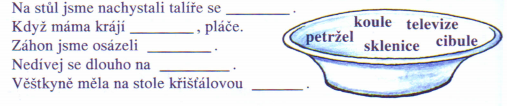 Na stůl jsme nachystali talíře se ________ .
Když máma krájí ________ , pláče.
Záhon jsme osázeli ________ .
Nedívej se dlouho na ________ .
Věštkyně měla na stole křišťálovou ________ .
koule televize
petržel sklenice cibule